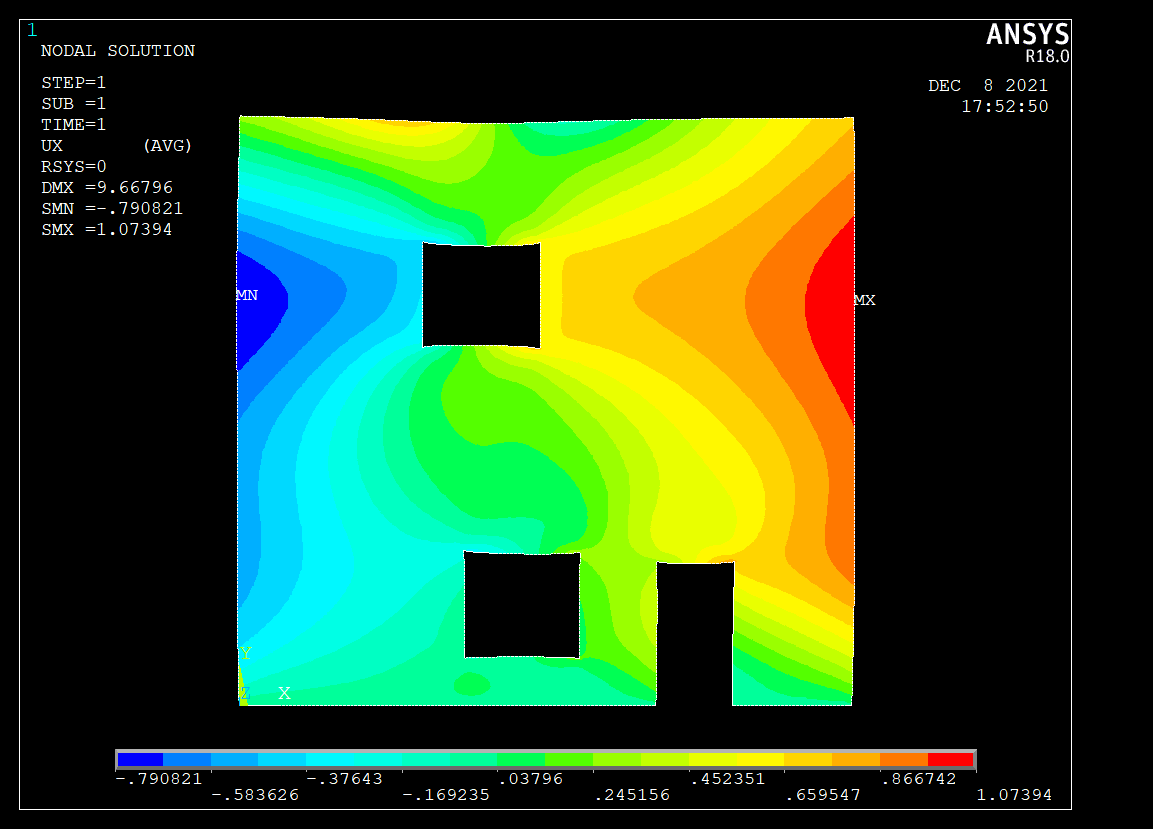 1
ANSYS
R18.0
NODAL SOLUTION
STEP=1
SUB =1
TIME=1
UX (AVG)
RSYS=0
DMX =9.66796
SMN =-.790821
SMX =1.07394
DEC 8 2021
17:52:50
MN
MX
Y
Z X
-.790821 -.37643 .03796 .452351 .866742
-.583626 -.169235 .245156 .659547 1.07394